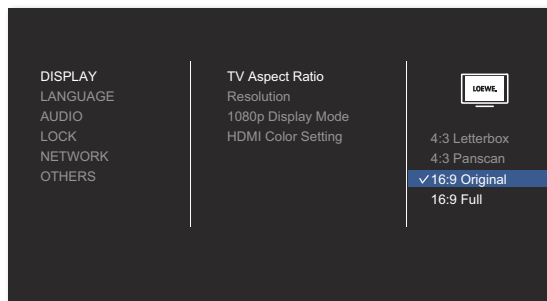 DISPLAY
LANGUAGE
AUDIO
LOCK
NETWORK
OTHERS
TV Aspect Ratio
Resolution
1080p Display Mode
HDMI Color Setting
LOEWE.
4:3 Letterbox
4:3 Panscan
✓ 16:9 Original
16:9 Full